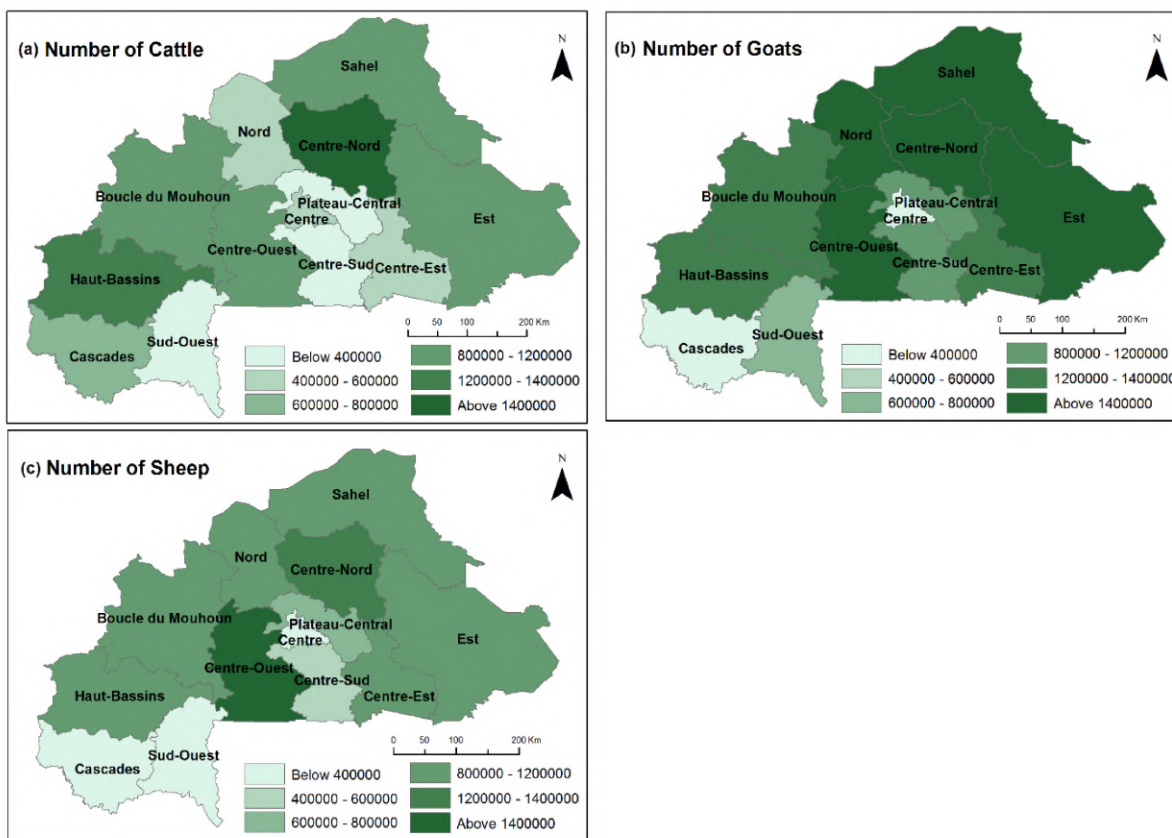 (a) Number of Cattle
N
Sahel
Nord
Centre-Nord
Boucle du Mouhoun
Plateau-Central
Centre
Est
Centre-Ouest
Haut-Bassins
Centre-Sud
Centre-Est
Cascades
Sud-Ouest
0 50 100 200 Km
Below 400000
400000 - 600000
600000 - 800000
800000 - 1200000
1200000 - 1400000
Above 1400000
(b) Number of Goats
N
Sahel
Nord
Centre-Nord
Boucle du Mouhoun
Plateau-Central
Centre
Est
Centre-Ouest
Haut-Bassins
Centre-Sud
Centre-Est
Cascades
Sud-Ouest
0 50 100 200 Km
Below 400000
400000 - 600000
600000 - 800000
800000 - 1200000
1200000 - 1400000
Above 1400000
(c) Number of Sheep
N
Sahel
Nord
Centre-Nord
Boucle du Mouhoun
Plateau-Central
Centre
Est
Centre-Ouest
Haut-Bassins
Centre-Sud
Centre-Est
Cascades
Sud-Ouest
0 50 100 200 Km
Below 400000
400000 - 600000
600000 - 800000
800000 - 1200000
1200000 - 1400000
Above 1400000